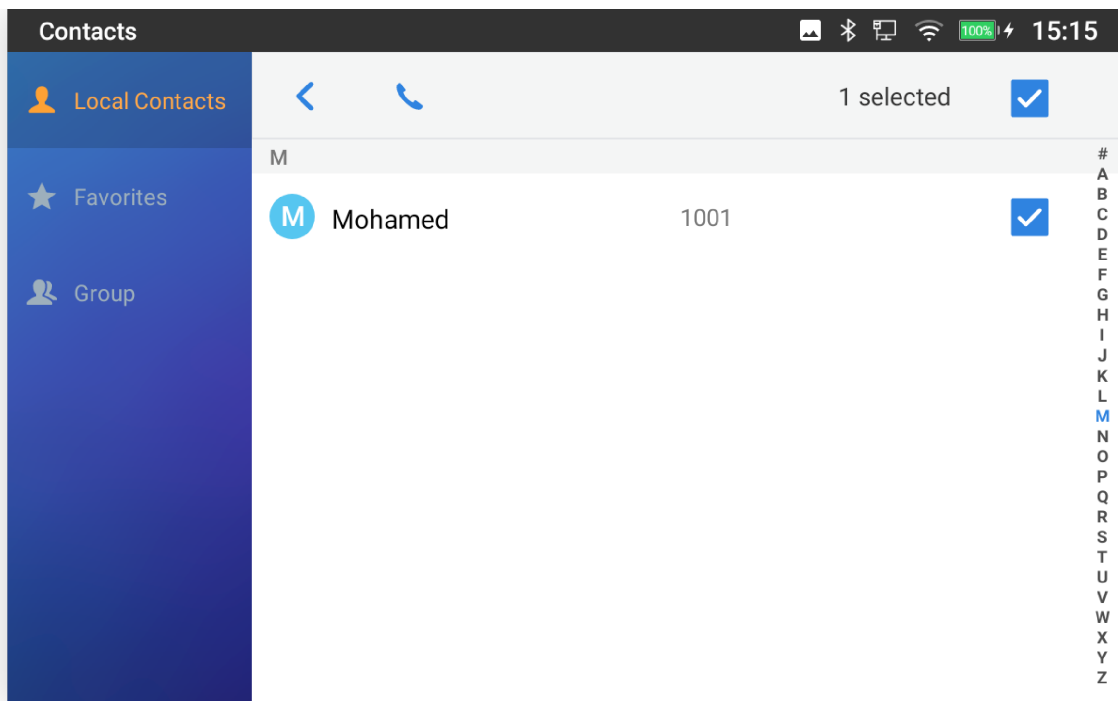 Contacts 100% 15:15
Local Contacts
Favorites
Group
1 selected
M
M Mohamed 1001
#
A
B
C
D
E
F
G
H
I
J
K
L
M
N
O
P
Q
R
S
T
U
V
W
X
Y
Z